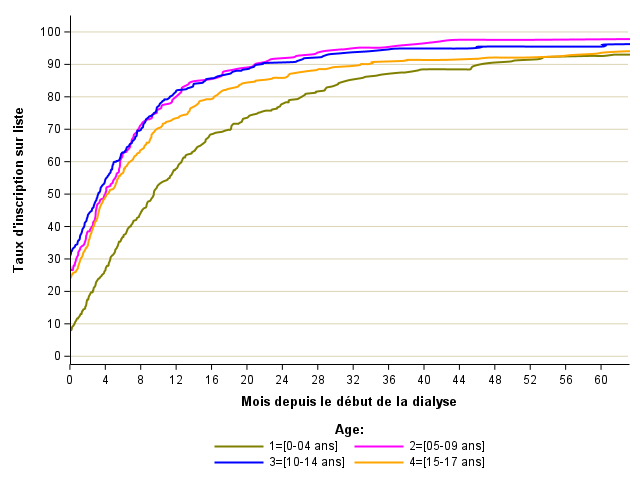 Taux d'inscription sur liste
100
90
80
70
60
50
40
30
20
10
0
0 4 8 12 16 20 24 28 32 36 40 44 48 52 56 60
Mois depuis le début de la dialyse
Age:
1=[0-04 ans] 2=[05-09 ans]
3=[10-14 ans] 4=[15-17 ans]